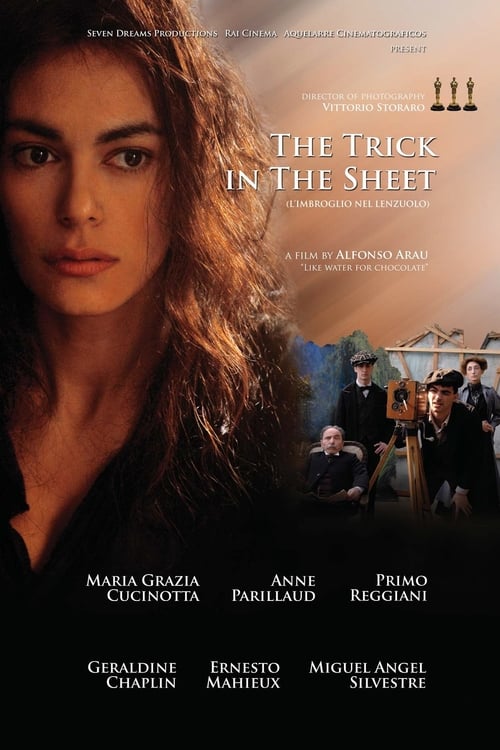 Seven Dreams Productions Rai Cinema Aquelarre Cinematograficos
present
Director of Photography
Vittorio Storaro
The Trick
in The Sheet
(L'imbroglio nel lenzuolo)
A film by Alfonso Arau
"Like Water for Chocolate"
Maria Grazia Cucinotta
Anne Parillaud
Primo Reggiani
Geraldine Chaplin
Ernesto Mahieux
Miguel Angel Silvestre